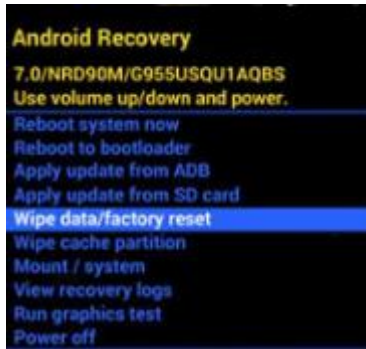 Android Recovery
7.0/NRD90M/G955USQU1AQBS
Use volume up/down and power.
Reboot system now
Reboot to bootloader
Apply update from ADB
Apply update from SD card
Wipe data/factory reset
Wipe cache partition
Mount / system
View recovery logs
Run graphics test
Power off